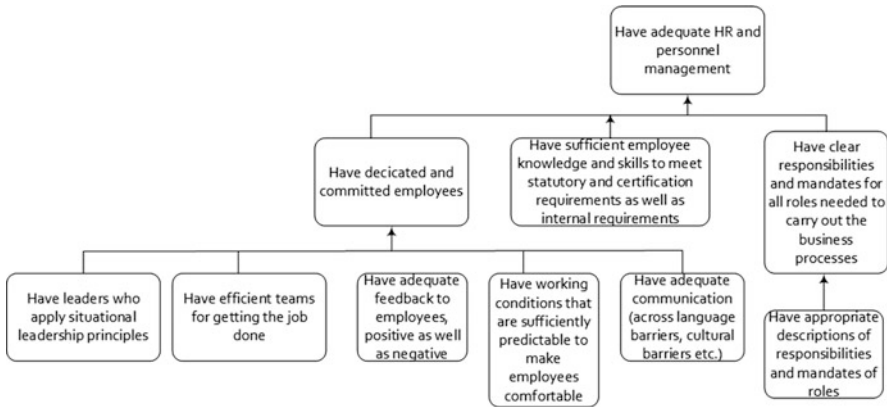 Have adequate HR and
personnel
management
Have decicated and
committed employees
Have sufficient employee
knowledge and skills to meet
statutory and certification
requirements as well as
internal requirements
Have clear
responsibilities
and mandates for
all roles needed to
carry out the
business
processes
Have leaders who
apply situational
leadership principles
Have efficient teams
for getting the job
done
Have adequate
feedback to
employees,
positive as well
as negative
Have working
conditions that
are sufficiently
predictable to
make
employees
comfortable
Have adequate
communication
(across language
barriers, cultural
barriers etc.)
Have appropriate
descriptions of
responsibilities
and mandates of
roles